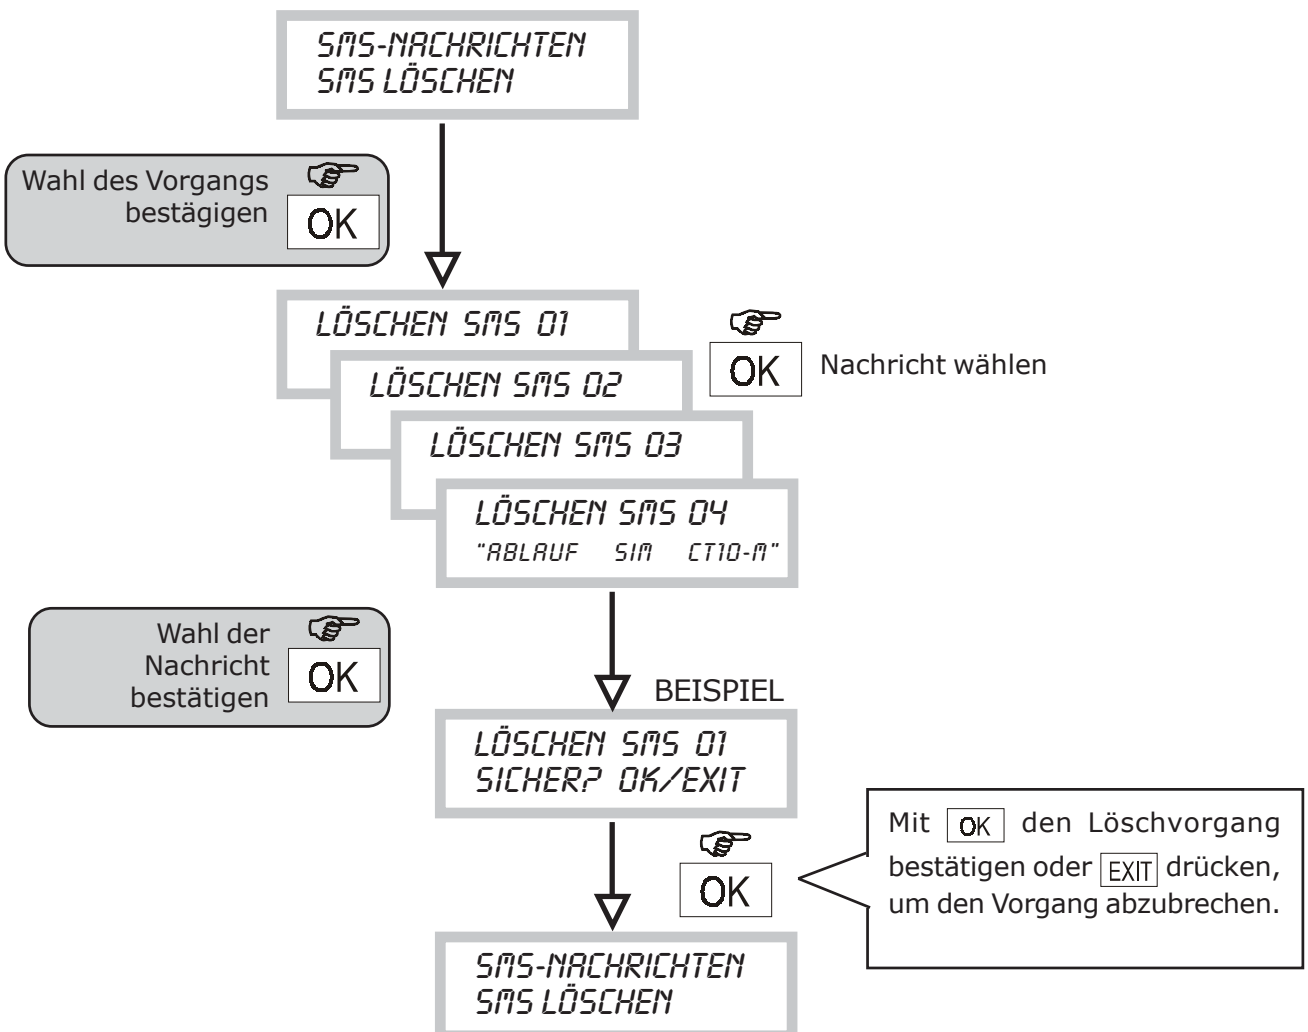 SMS-NACHRICHTEN
SMS LÖSCHEN
Wahl des Vorgangs
bestägigen
OK
LÖSCHEN SMS 01
OK
Nachricht wählen
LÖSCHEN SMS 02
LÖSCHEN SMS 03
LÖSCHEN SMS 04
"ABLAUF SIM CT10-M"
Wahl der
Nachricht
bestätigen
OK
BEISPIEL
LÖSCHEN SMS 01
SICHER? OK/EXIT
OK
Mit OK den Löschvorgang
bestätigen oder EXIT drücken,
um den Vorgang abzubrechen.
SMS-NACHRICHTEN
SMS LÖSCHEN